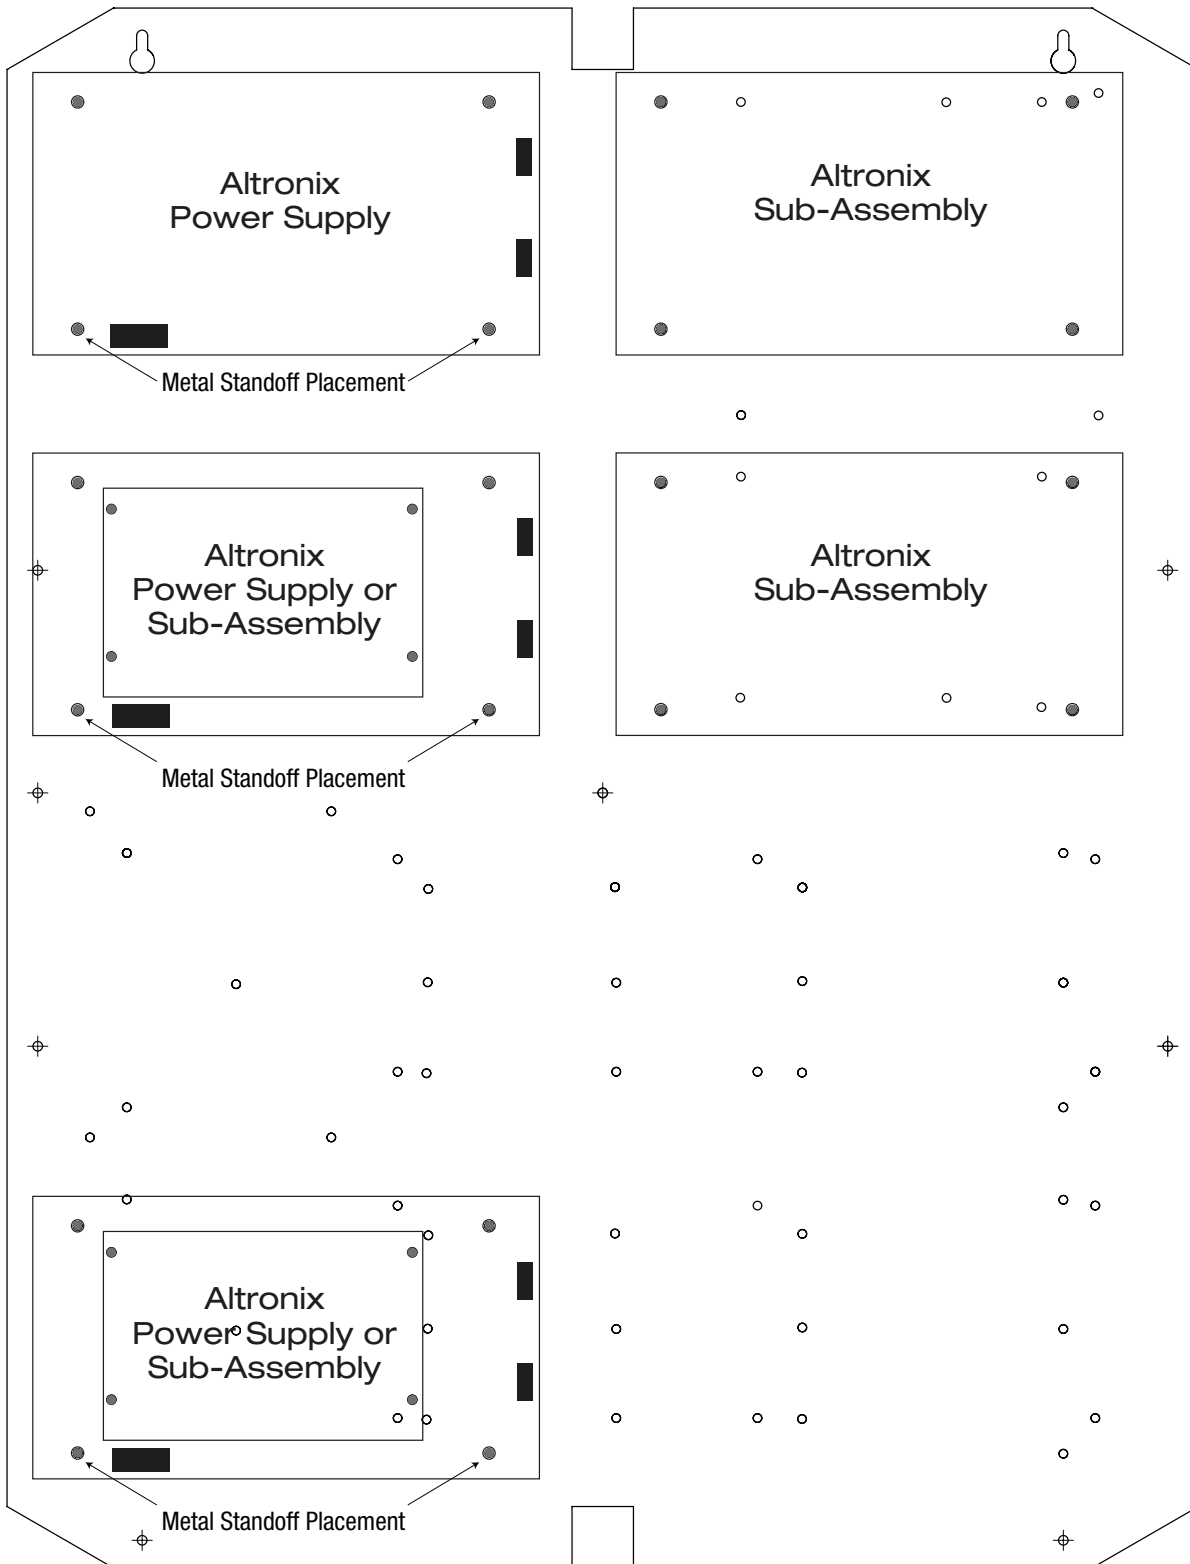 Altronix
Power Supply
Altronix
Sub-Assembly
Metal Standoff Placement
Altronix
Power Supply or
Sub-Assembly
Altronix
Sub-Assembly
Metal Standoff Placement
Altronix
Power Supply or
Sub-Assembly
Metal Standoff Placement